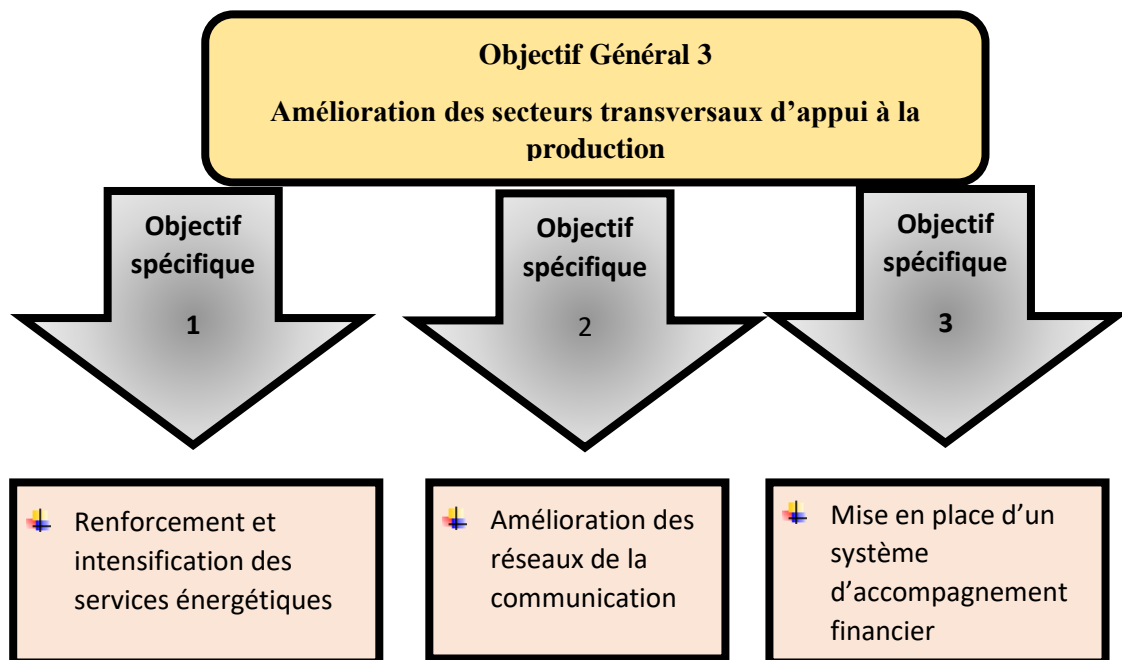 Objectif Général 3
Amélioration des secteurs transversaux d'appui à la
production
Objectif
spécifique
1
Objectif
spécifique
2
Objectif
spécifique
3
Renforcement et
intensification des
services énergétiques
Amélioration des
réseaux de la
communication
Mise en place d'un
système
d'accompagnement
financier